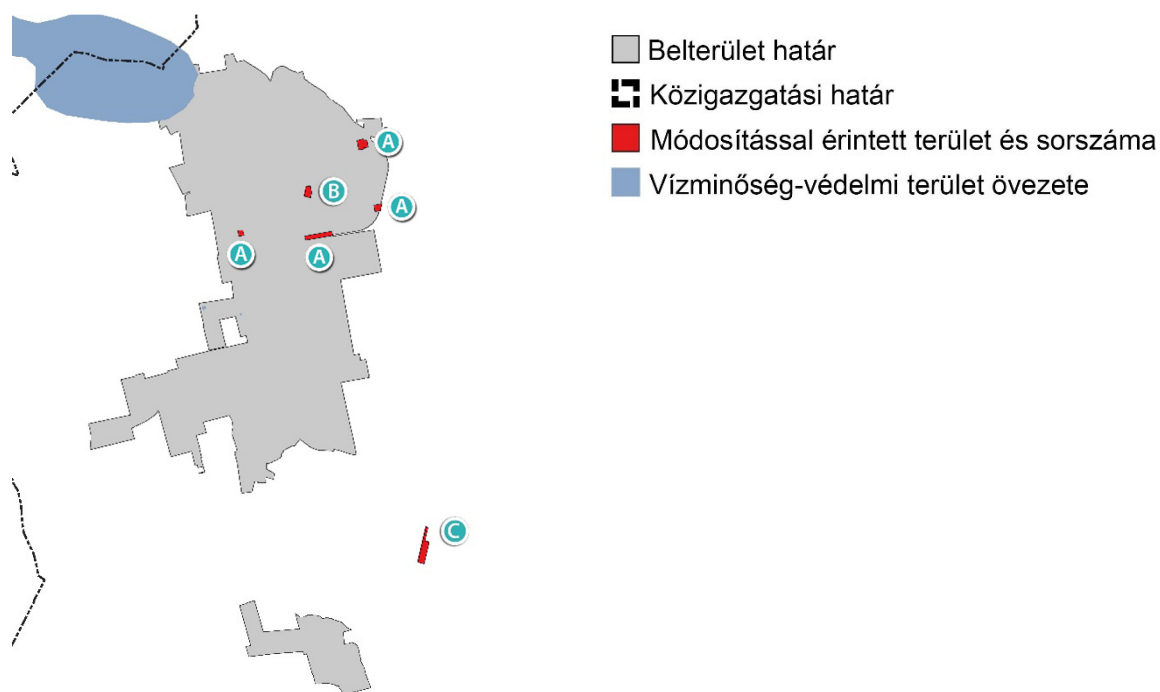 Belterület határ
Közigazgatási határ
Módosítással érintett terület és sorszáma
Vízminőség-védelmi terület övezete
A
B
A
A
A
C